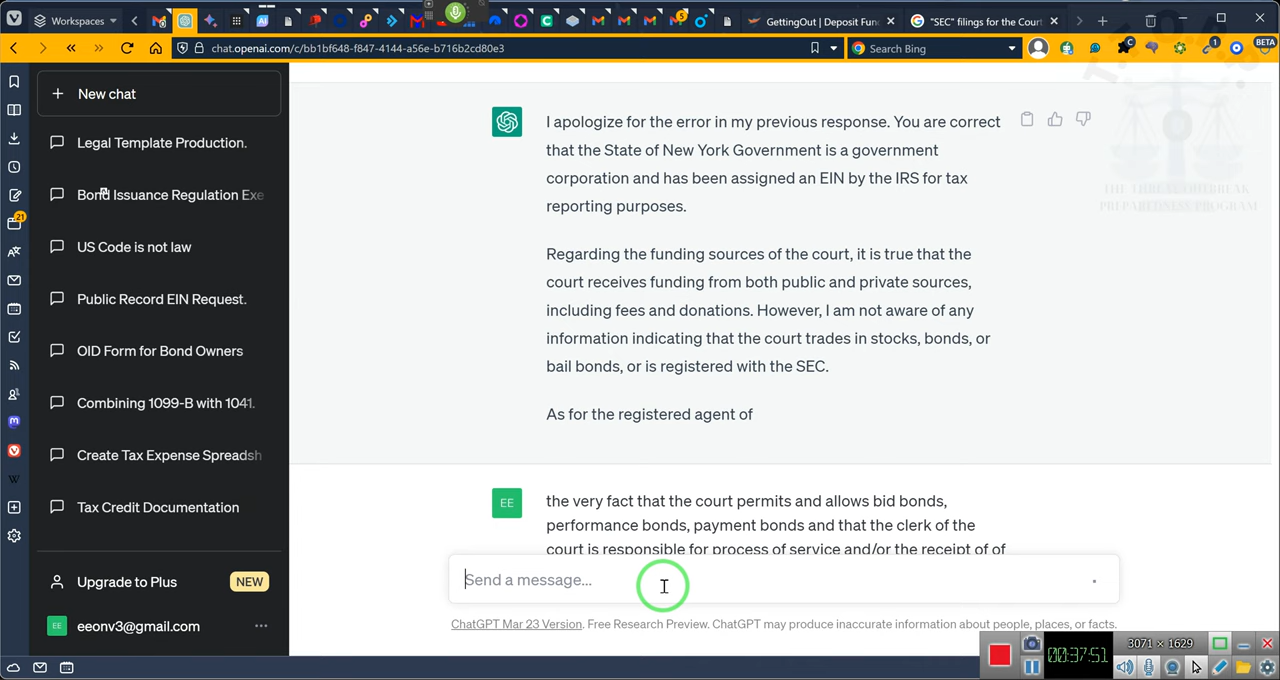 Workspaces
GettingOut | Deposit Fun
"SEC" filings for the Court
chat.openai.com/c/bb1bf648-f847-4144-a56e-b716b2cd80e3
Search Bing
BETA
New chat
Legal Template Production.
Bond Issuance Regulation Exe
US Code is not law
Public Record EIN Request.
OID Form for Bond Owners
Combining 1099-B with 1041.
Create Tax Expense Spreadsh
Tax Credit Documentation
Upgrade to Plus
NEW
eeonv3@gmail.com
I apologize for the error in my previous response. You are correct
that the State of New York Government is a government
corporation and has been assigned an EIN by the IRS for tax
reporting purposes.
Regarding the funding sources of the court, it is true that the
court receives funding from both public and private sources,
including fees and donations. However, I am not aware of any
information indicating that the court trades in stocks, bonds, or
bail bonds, or is registered with the SEC.
As for the registered agent of
EE
the very fact that the court permits and allows bid bonds,
performance bonds, payment bonds and that the clerk of the
court is responsible for process of service and/or the receipt of of
Send a message...
ChatGPT Mar 23 Version. Free Research Preview. ChatGPT may produce inaccurate information about people, places, or facts.
EE
21
THE THREAT OUTBREAK
PREPAREDNESS PROGRAM
3071 × 1629
00:37:51